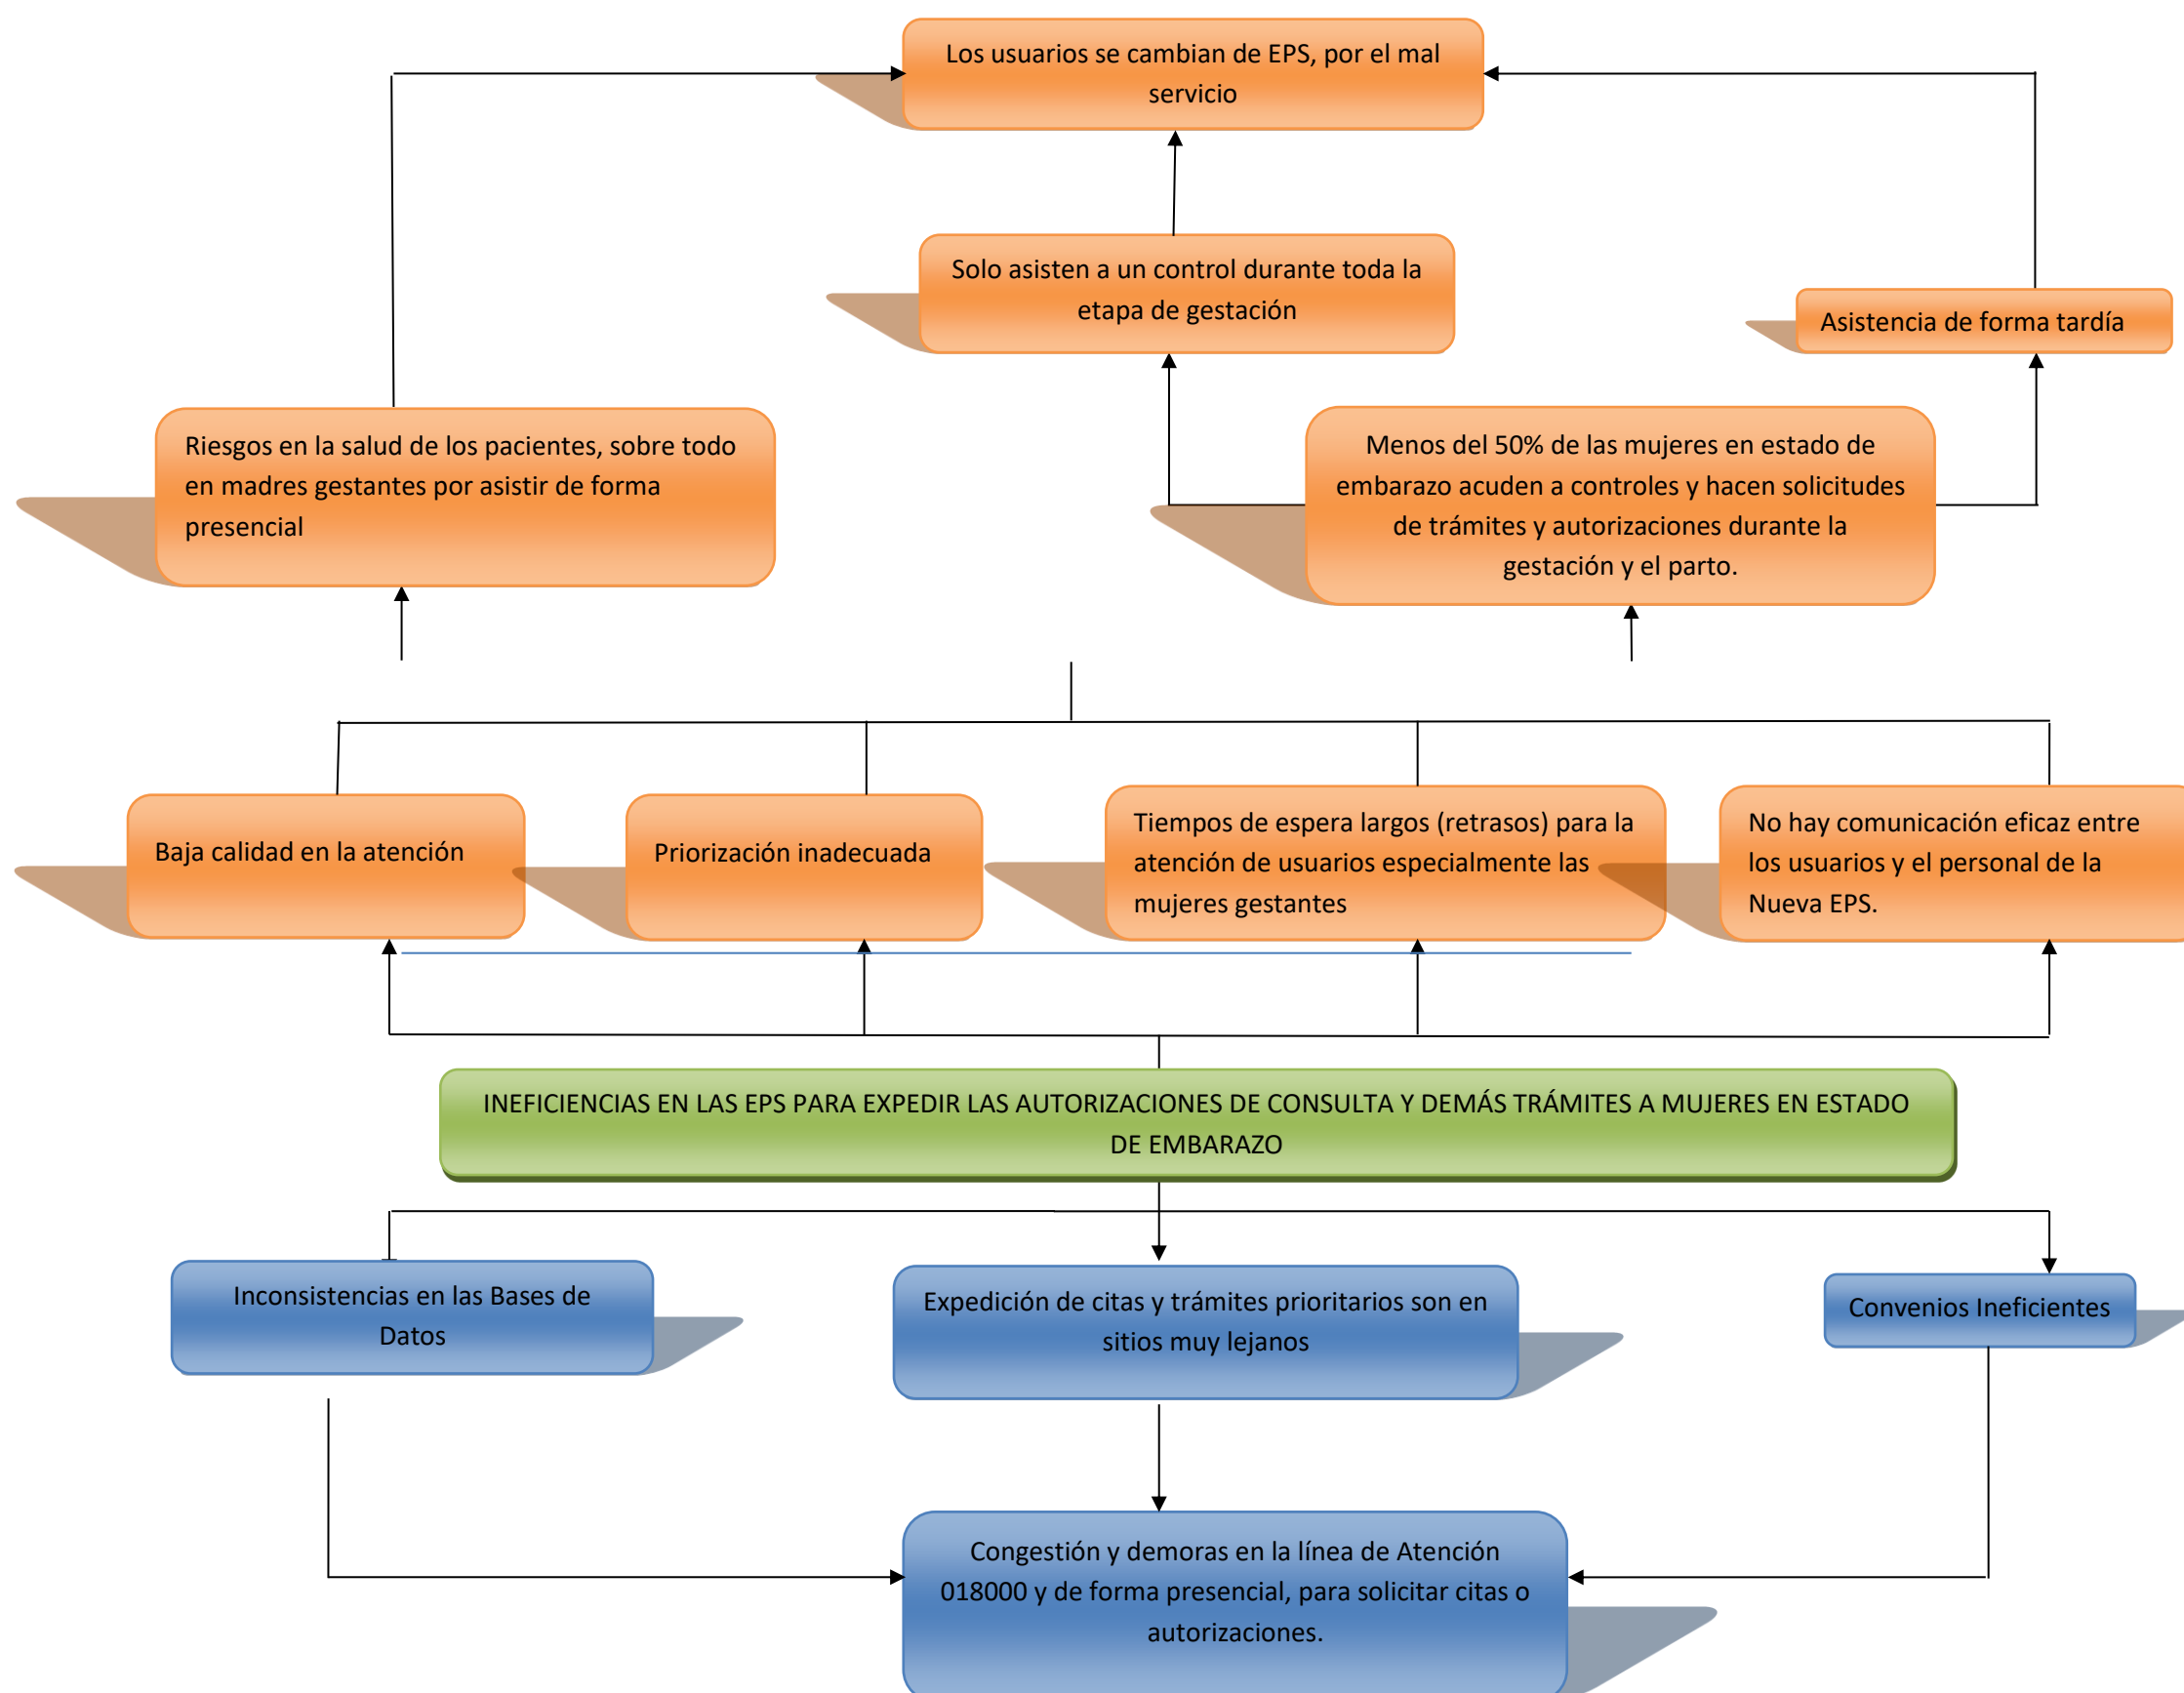 Los usuarios se cambian de EPS, por el mal
servicio
Solo asisten a un control durante toda la
etapa de gestación
Asistencia de forma tardía
Riesgos en la salud de los pacientes, sobre todo
en madres gestantes por asistir de forma
presencial
Menos del 50% de las mujeres en estado de
embarazo acuden a controles y hacen solicitudes
de trámites y autorizaciones durante la
gestación y el parto.
Baja calidad en la atención
Priorización inadecuada
Tiempos de espera largos (retrasos) para la
atención de usuarios especialmente las
mujeres gestantes
No hay comunicación eficaz entre
los usuarios y el personal de la
Nueva EPS.
INEFICIENCIAS EN LAS EPS PARA EXPEDIR LAS AUTORIZACIONES DE CONSULTA Y DEMÁS TRÁMITES A MUJERES EN ESTADO
DE EMBARAZO
Inconsistencias en las Bases de
Datos
Expedición de citas y trámites prioritarios son en
sitios muy lejanos
Convenios Ineficientes
Congestión y demoras en la línea de Atención
018000 y de forma presencial, para solicitar citas o
autorizaciones.